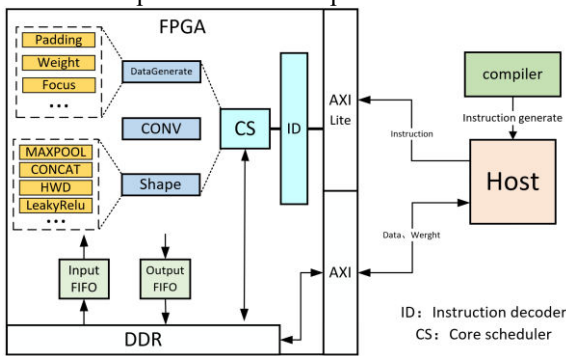 FPGA
Padding
Weight
Focus
...
DataGenerate
CONV
MAXPOOL
CONCAT
HWD
LeakyRelu
...
Shape
CS
ID
AXI
Lite
AXI
Input
FIFO
Output
FIFO
DDR
compiler
Instruction generate
Instruction
Host
Data、Werght
ID：Instruction decoder
CS：Core scheduler